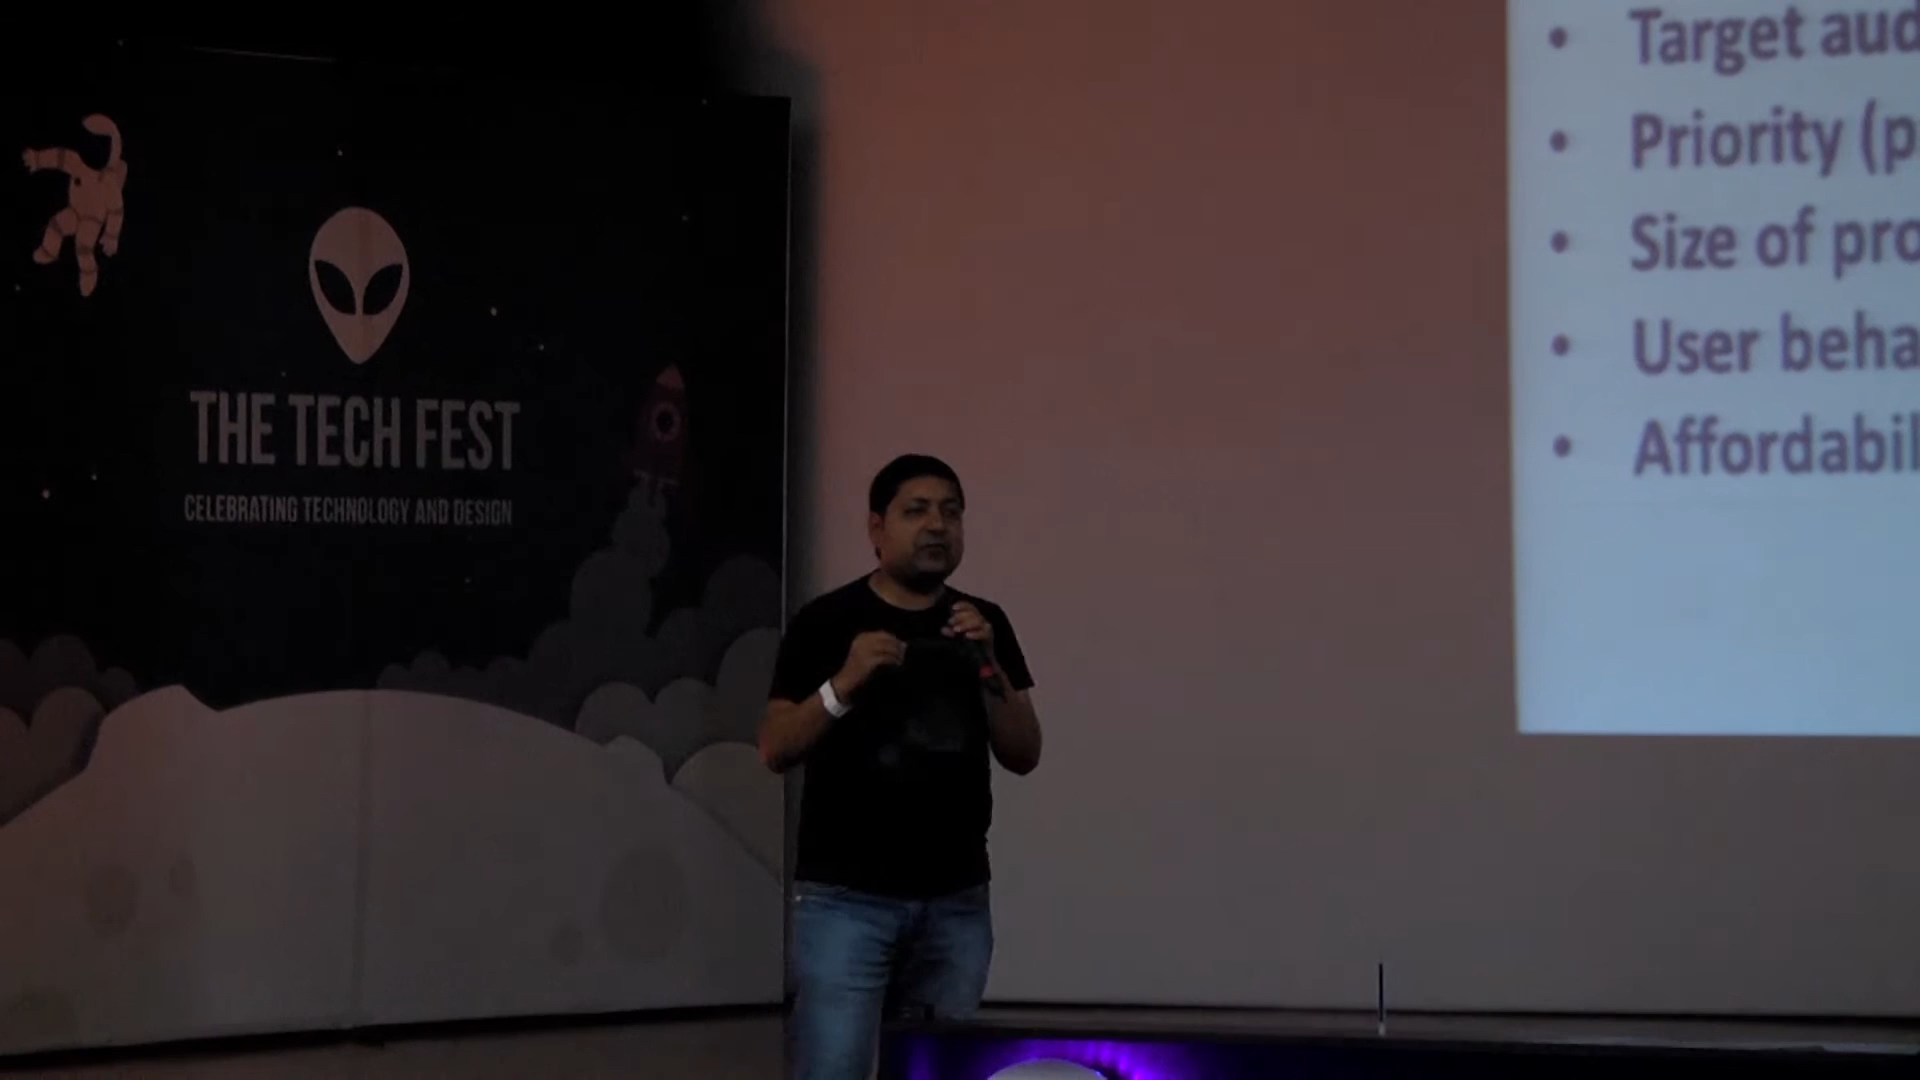 THE TECH FEST
CELEBRATING TECHNOLOGY AND DESIGN
• Target aud
• Priority (p
• Size of pro
• User beha
• Affordabil